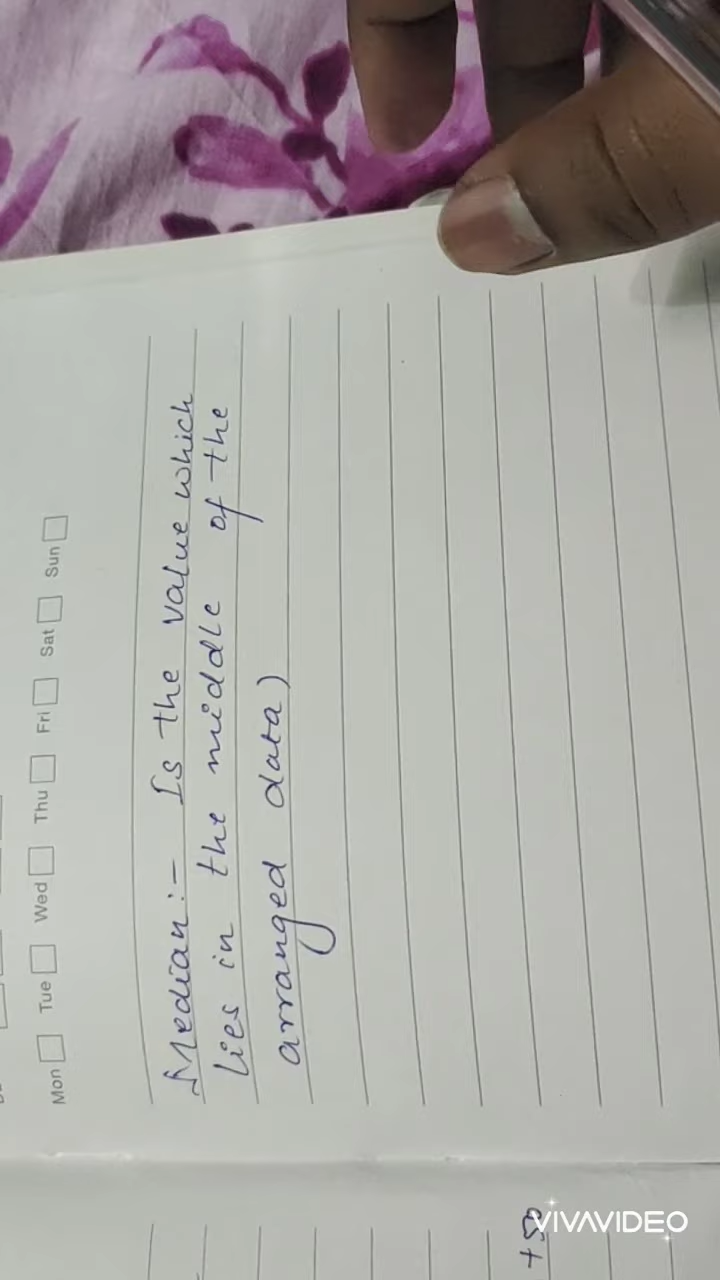 Mon Tue Wed Thu Fri Sat Sun
Median :- Is the value which
lies in the middle of the
arranged data)
+50
VIVAVIDEO